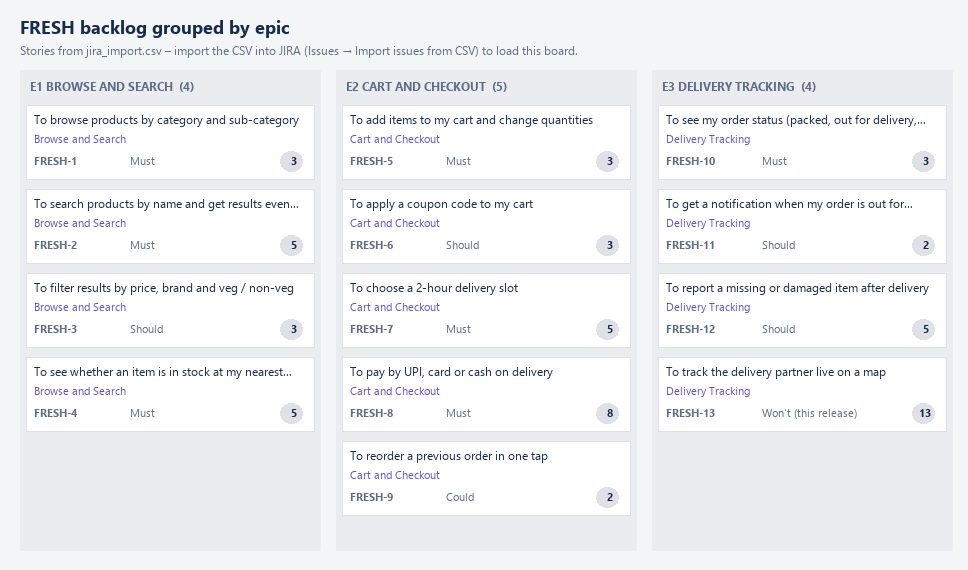 FRESH backlog grouped by epic
Stories from jira_import.csv – import the CSV into JIRA (Issues → Import issues from CSV) to load this board.
E1 BROWSE AND SEARCH (4)
To browse products by category and sub-category
Browse and Search
FRESH-1 Must 3
To search products by name and get results even...
Browse and Search
FRESH-2 Must 5
To filter results by price, brand and veg / non-veg
Browse and Search
FRESH-3 Should 3
To see whether an item is in stock at my nearest...
Browse and Search
FRESH-4 Must 5
E2 CART AND CHECKOUT (5)
To add items to my cart and change quantities
Cart and Checkout
FRESH-5 Must 3
To apply a coupon code to my cart
Cart and Checkout
FRESH-6 Should 3
To choose a 2-hour delivery slot
Cart and Checkout
FRESH-7 Must 5
To pay by UPI, card or cash on delivery
Cart and Checkout
FRESH-8 Must 8
To reorder a previous order in one tap
Cart and Checkout
FRESH-9 Could 2
E3 DELIVERY TRACKING (4)
To see my order status (packed, out for delivery,...
Delivery Tracking
FRESH-10 Must 3
To get a notification when my order is out for...
Delivery Tracking
FRESH-11 Should 2
To report a missing or damaged item after delivery
Delivery Tracking
FRESH-12 Should 5
To track the delivery partner live on a map
Delivery Tracking
FRESH-13 Won't (this release) 13